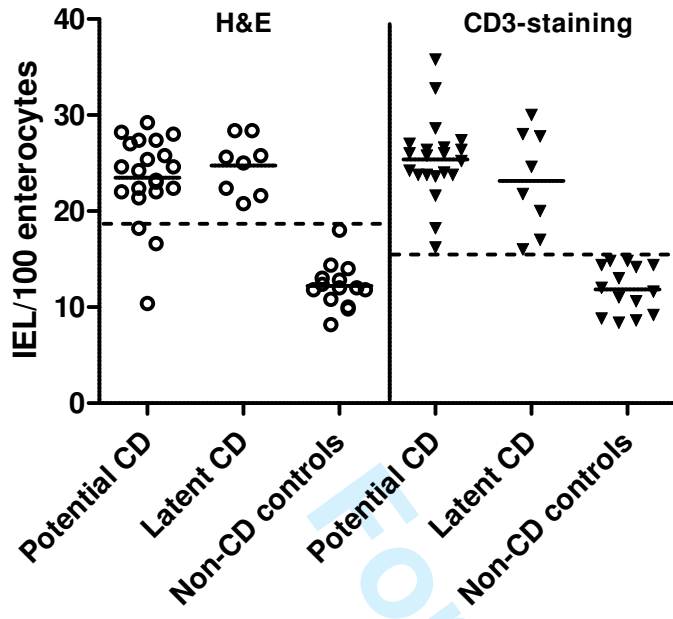 H&E
CD3-staining
IEL/100 enterocytes
40
30
20
10
0
Potential CD
Latent CD
Non-CD controls
Potential CD
Latent CD
Non-CD controls
For